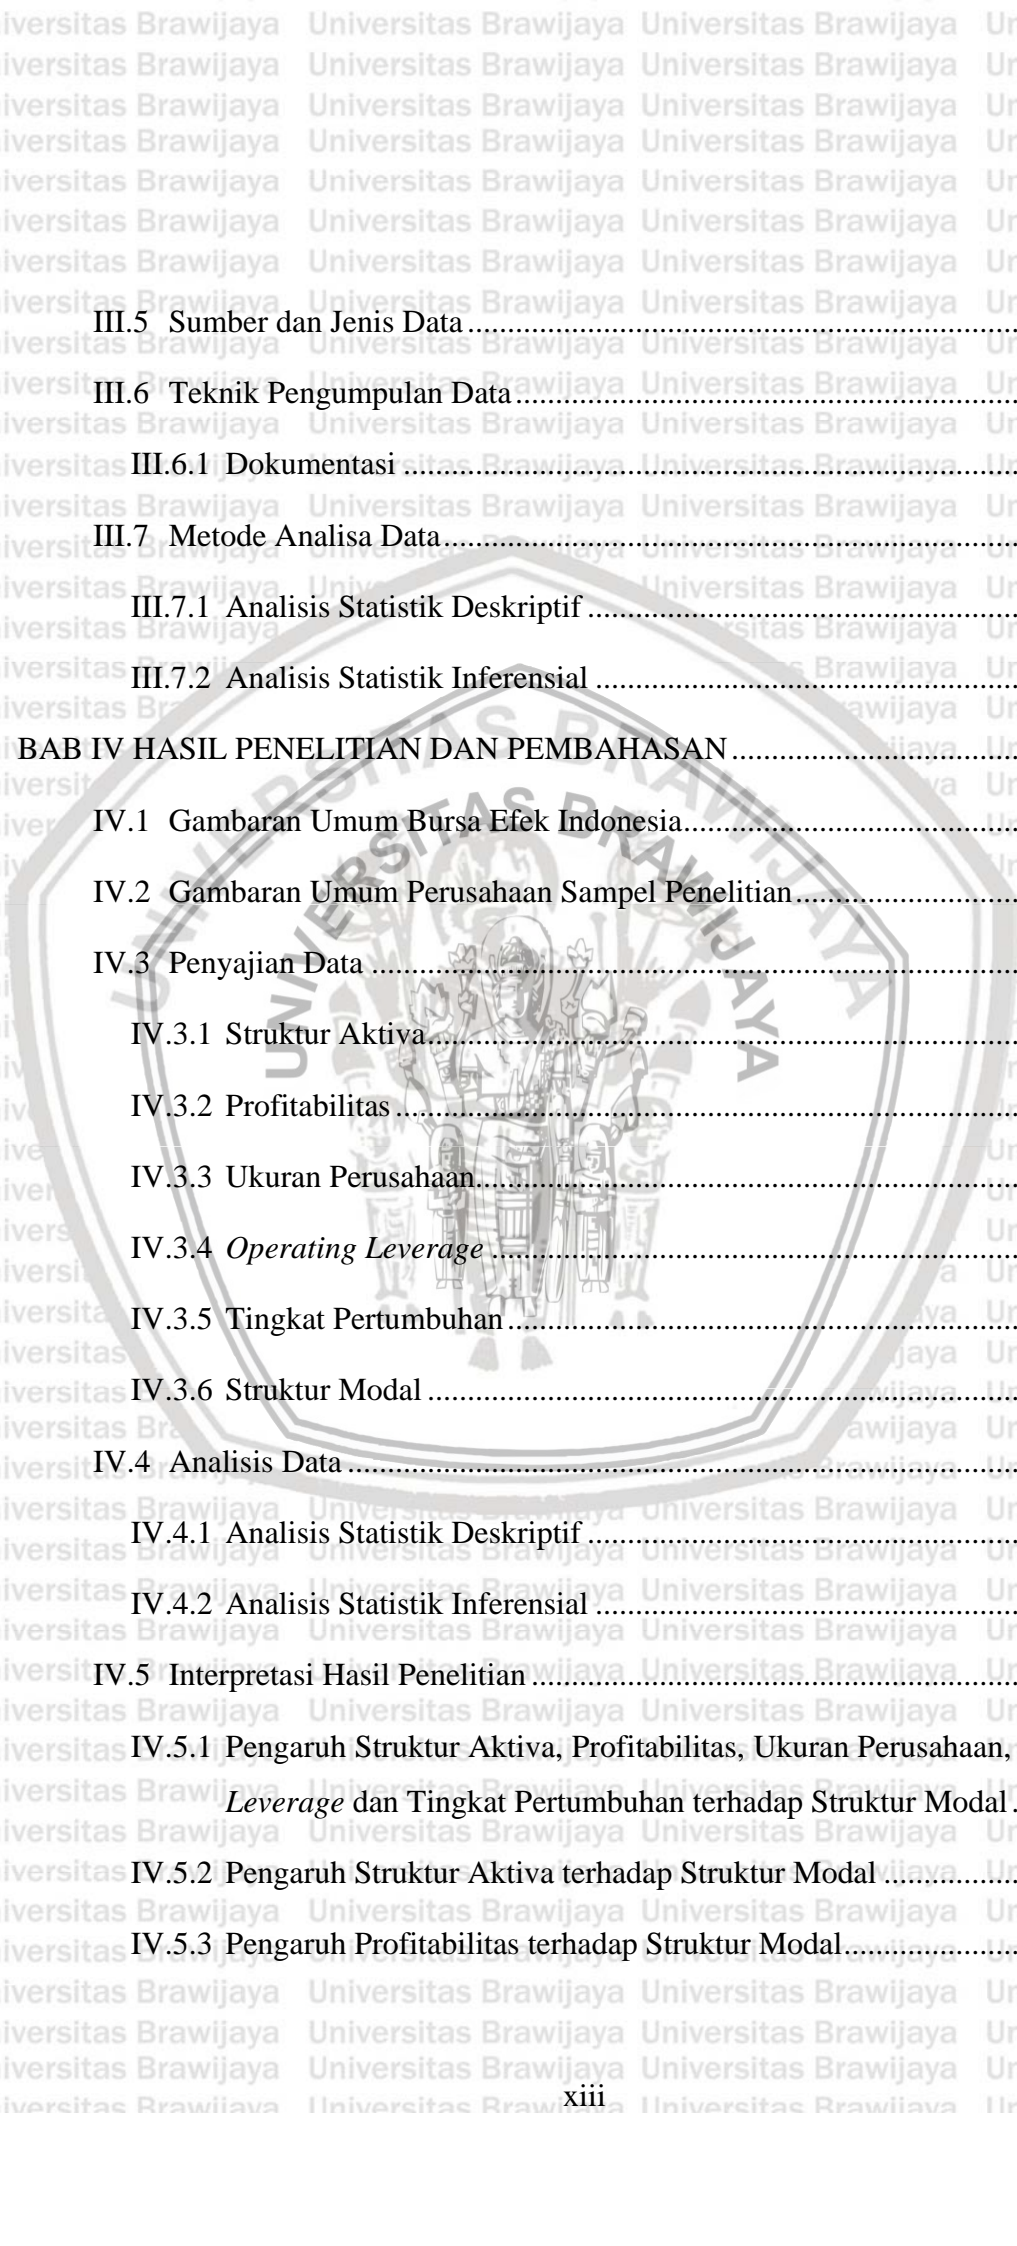 III.5 Sumber dan Jenis Data
III.6 Teknik Pengumpulan Data
III.6.1 Dokumentasi
III.7 Metode Analisa Data
III.7.1 Analisis Statistik Deskriptif
III.7.2 Analisis Statistik Inferensial
BAB IV HASIL PENELITIAN DAN PEMBAHASAN
IV.1 Gambaran Umum Bursa Efek Indonesia
IV.2 Gambaran Umum Perusahaan Sampel Penelitian
IV.3 Penyajian Data
IV.3.1 Struktur Aktiva
IV.3.2 Profitabilitas
IV.3.3 Ukuran Perusahaan
IV.3.4 Operating Leverage
IV.3.5 Tingkat Pertumbuhan
IV.3.6 Struktur Modal
IV.4 Analisis Data
IV.4.1 Analisis Statistik Deskriptif
IV.4.2 Analisis Statistik Inferensial
IV.5 Interpretasi Hasil Penelitian
IV.5.1 Pengaruh Struktur Aktiva, Profitabilitas, Ukuran Perusahaan,
Leverage dan Tingkat Pertumbuhan terhadap Struktur Modal
IV.5.2 Pengaruh Struktur Aktiva terhadap Struktur Modal
IV.5.3 Pengaruh Profitabilitas terhadap Struktur Modal
xiii
UNIVERSITAS BRAWIJAYA